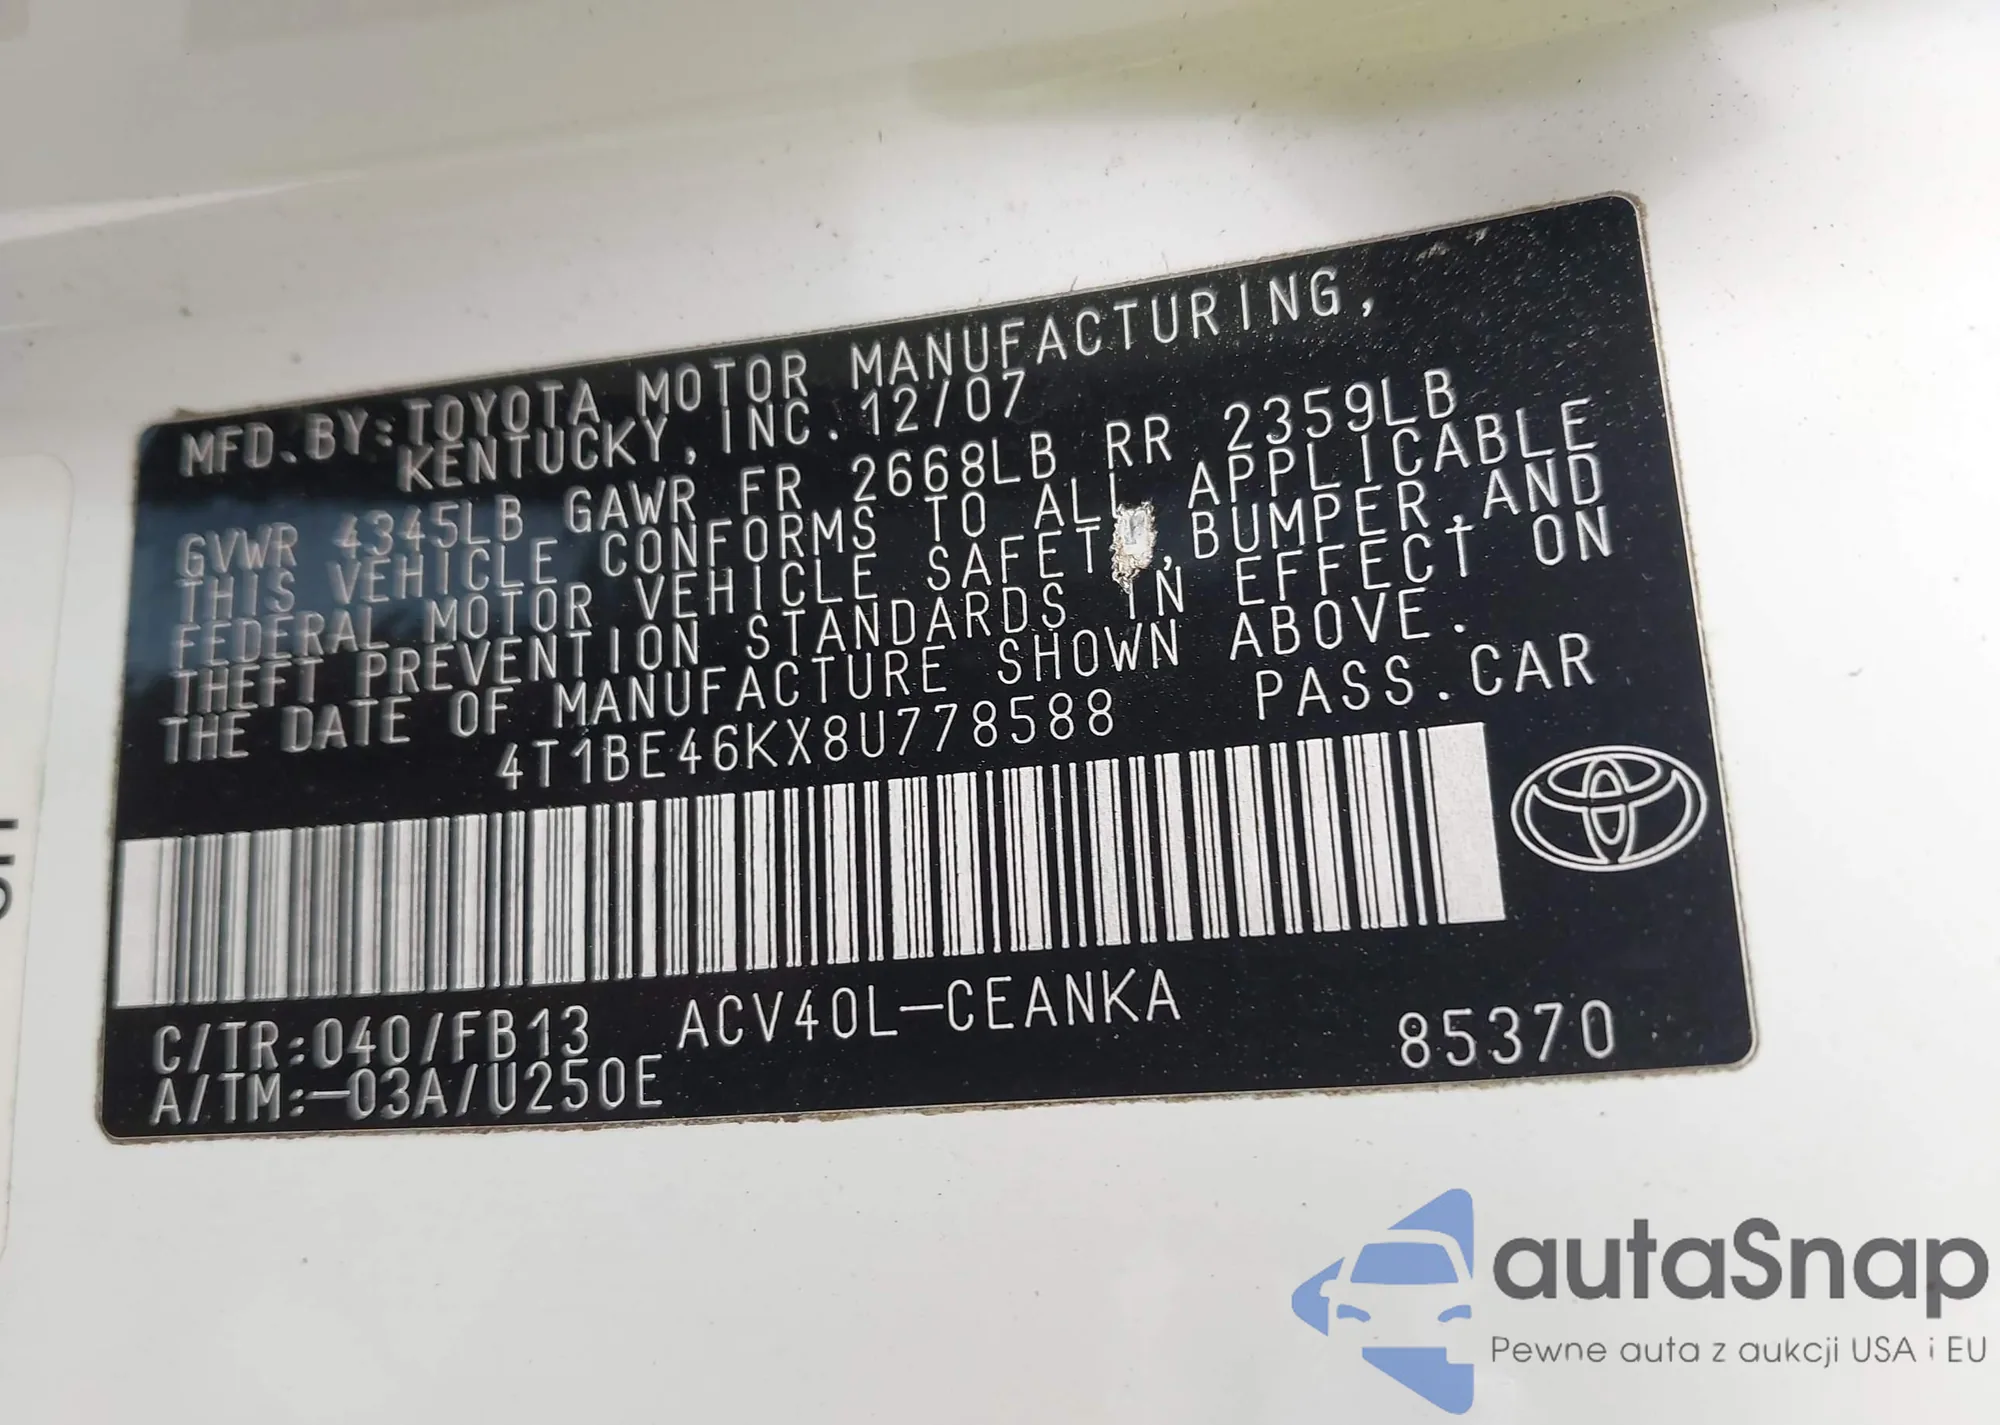 MFD.BY:TOYOTA MOTOR MANUFACTURING,
KENTUCKY, INC. 12/07
GVWR 4345LB GAWR FR 2668LB RR 2359LB
THIS VEHICLE CONFORMS TO ALL APPLICABLE
FEDERAL MOTOR VEHICLE SAFET ,BUMPER,AND
THEFT PREVENTION STANDARDS IN EFFECT ON
THE DATE OF MANUFACTURE SHOWN ABOVE.
4T1BE46KX8U778588 PASS.CAR
C/TR:040/FB13 ACV40L-CEANKA 85370
A/TM:-03A/U250E
autaSnap
Pewne auta z aukcji USA i EU